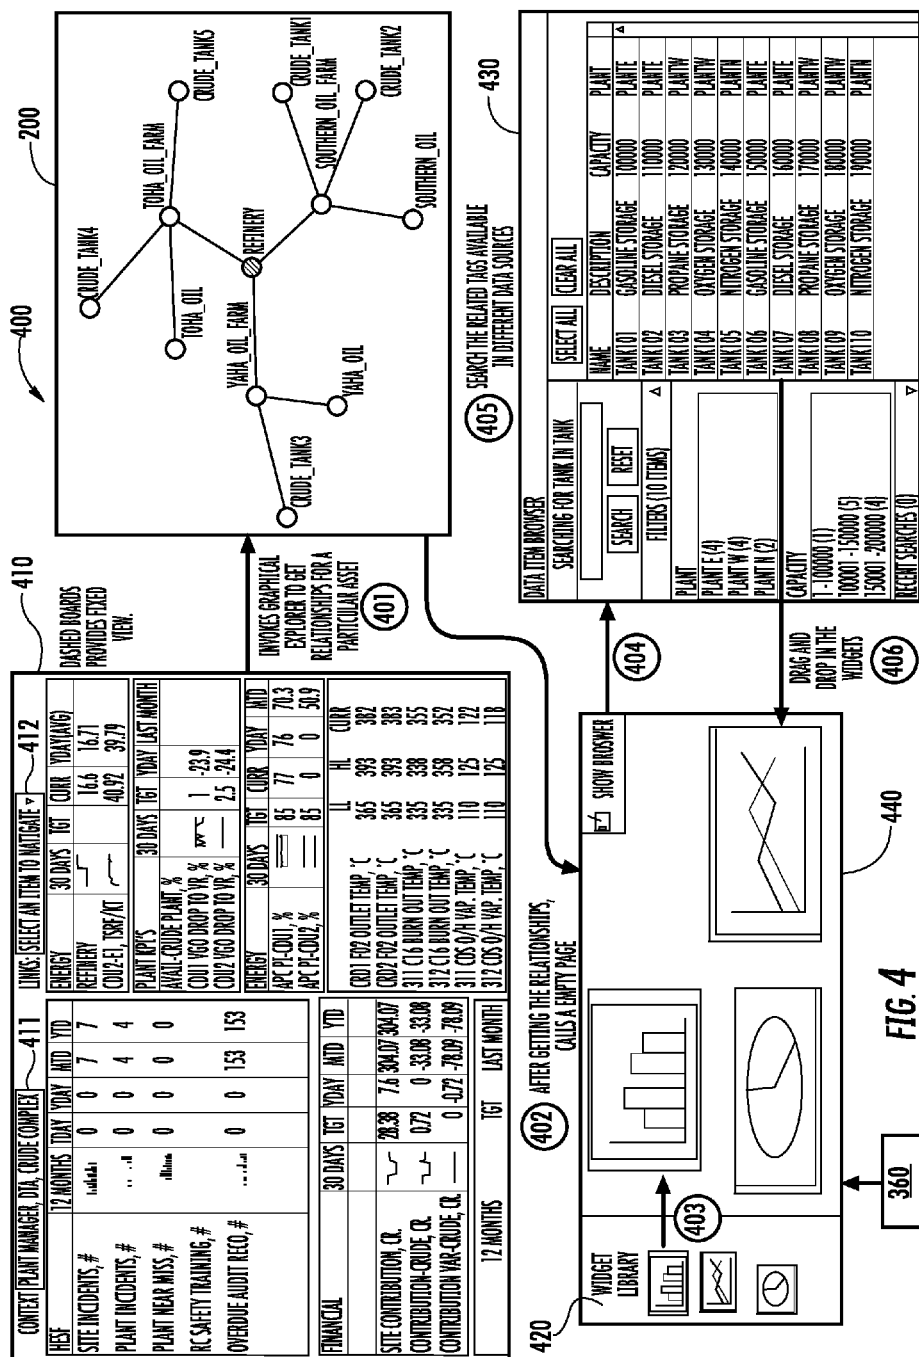 400
CONTEXT PLANT MANAGER, DTA, CRUDE COMPLEX
411
LINKS: SELECT AN ITEM TO NATIGATE
412
410
HESF 12 MONTHS TDAY YDAY MTD YTD
SITE INCIDENTS, # 0 0 7 7
PLANT INCIDENTS, # 0 0 4 4
PLANT NEAR MISS, # 0 0 0 0
RC SAFETY TRAINING, #
OVERDUE AUDIT RECO, # 0 0 153 153
FINANCIAL 30 DAYS TGT YDAY MTD YTD
SITE CONTRIBUTION, CR. 28.38 7.6 304.07 304.07
CONTRIBUTION-CRUDE, CR. 0.72 0 -33.08 -33.08
CONTRIBUTION VAR-CRUDE, CR. 0 -0.72 -78.09 -78.09
12 MONTHS TGT LAST MONTH
ENERGY 30 DAYS TGT CURR YDAY(AVG)
REFINERY 16.6 16.71
CDU2-E1, TSRF/KT 40.92 39.79
PLANT KPI'S 30 DAYS TGT YDAY LAST MONTH
AVAIL-CRUDE PLANT, %
CDU1 VGO DROP TO VR, % 1 -23.9
CDU2 VGO DROP TO VR, % 2.5 -24.4
ENERGY 30 DAYS TGT CURR YDAY MTD
APC PI-CDU1, % 85 77 76 70.3
APC PI-CDU2, % 85 0 0 50.9
LL HL CURR
CRD1 F02 OUTLET TEMP, °C 365 393 382
CRD2 F02 OUTLET TEMP, °C 365 393 383
311 C16 BURN OUT TEMP, °C 335 338 355
312 C16 BURN OUT TEMP, °C 335 358 352
311 COS O/H VAP. TEMP, °C 110 125 122
312 COS O/H VAP. TEMP, °C 110 125 118
DASHED BOARDS
PROVIDES FIXED
VIEW.
INVOKES GRAPHICAL
EXPLORER TO GET
RELATIONSHIPS FOR A
PARTICULAR ASSET
401
200
CRUDE_TANK4
TOHA_OIL_FARM
CRUDE_TANK5
TOHA_OIL
REFINERY
YAHA_OIL_FARM
CRUDE_TANK3
YAHA_OIL
CRUDE_TANK1
SOUTHERN_OIL_FARM
CRUDE_TANK2
SOUTHERN_OIL
402
AFTER GETTING THE RELATIONSHIPS,
CALLS A EMPTY PAGE
405
SEARCH THE RELATED TAGS AVAILABLE
IN DIFFERENT DATA SOURCES
430
420
WIDGET
LIBRARY
403
360
SHOW BROSWER
440
404
DRAG AND
DROP IN THE
WIDGETS
406
DATA ITEM BROWSER
SEARCHING FOR TANK IN TANK
SEARCH RESET
FILTERS (10 ITEMS)
PLANT
PLANT E (4)
PLANT W (4)
PLANT N (2)
CAPACITY
1 -100000 (1)
100001 -150000 (5)
150001 -200000 (4)
RECENT SEARCHES (0)
SELECT ALL CLEAR ALL
NAME DESCRIPTION CAPACITY PLANT
TANK101 GASOLINE STORAGE 100000 PLANTE
TANK102 DIESEL STORAGE 110000 PLANTE
TANK103 PROPANE STORAGE 120000 PLANTW
TANK104 OXYGEN STORAGE 130000 PLANTW
TANK105 NITROGEN STORAGE 140000 PLANTN
TANK106 GASOLINE STORAGE 150000 PLANTE
TANK107 DIESEL STORAGE 160000 PLANTE
TANK108 PROPANE STORAGE 170000 PLANTW
TANK109 OXYGEN STORAGE 180000 PLANTW
TANK110 NITROGEN STORAGE 190000 PLANTN
FIG. 4